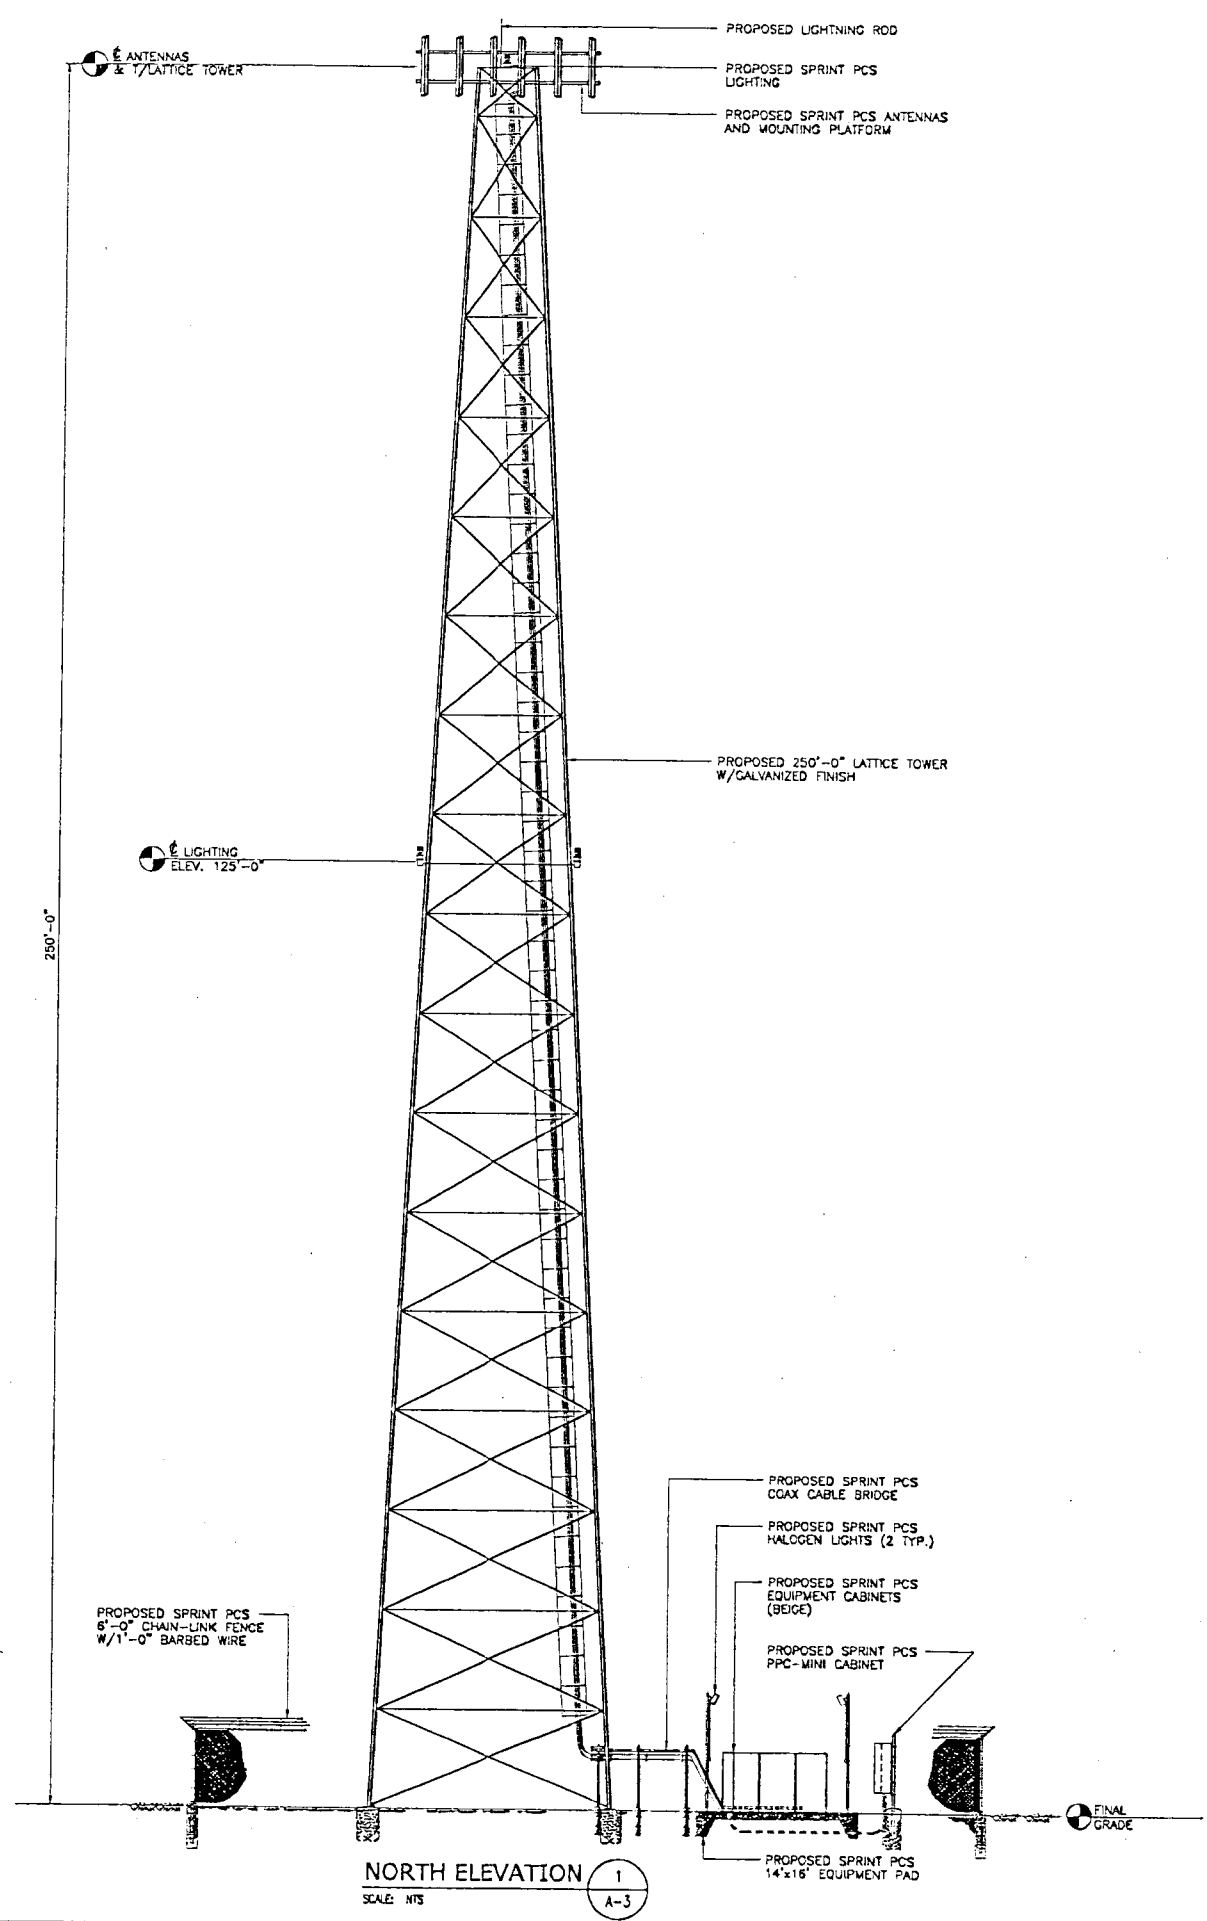 PROPOSED LIGHTNING ROD
℄ ANTENNAS
& T/LATTICE TOWER
PROPOSED SPRINT PCS
LIGHTING
PROPOSED SPRINT PCS ANTENNAS
AND MOUNTING PLATFORM
PROPOSED 250'-0" LATTICE TOWER
W/GALVANIZED FINISH
℄ LIGHTING
ELEV. 125'-0"
250'-0"
PROPOSED SPRINT PCS
COAX CABLE BRIDGE
PROPOSED SPRINT PCS
HALOGEN LIGHTS (2 TYP.)
PROPOSED SPRINT PCS
EQUIPMENT CABINETS
(BEIGE)
PROPOSED SPRINT PCS
6'-0" CHAIN-LINK FENCE
W/1'-0" BARBED WIRE
PROPOSED SPRINT PCS
PPC-MINI CABINET
FINAL
GRADE
PROPOSED SPRINT PCS
14'x16' EQUIPMENT PAD
NORTH ELEVATION
SCALE: NTS
1
A-3